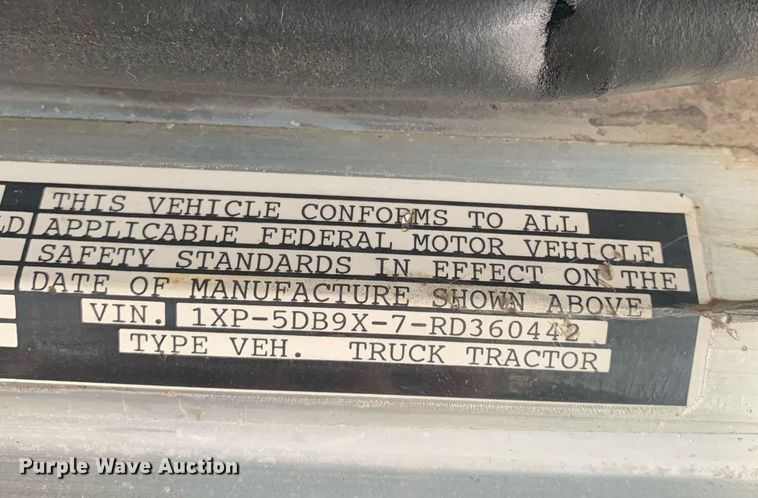 THIS VEHICLE CONFORMS TO ALL
LD APPLICABLE FEDERAL MOTOR VEHICLE
SAFETY STANDARDS IN EFFECT ON THE
DATE OF MANUFACTURE SHOWN ABOVE
VIN. 1XP-5DB9X-7-RD360442
TYPE VEH. TRUCK TRACTOR
Purple Wave Auction